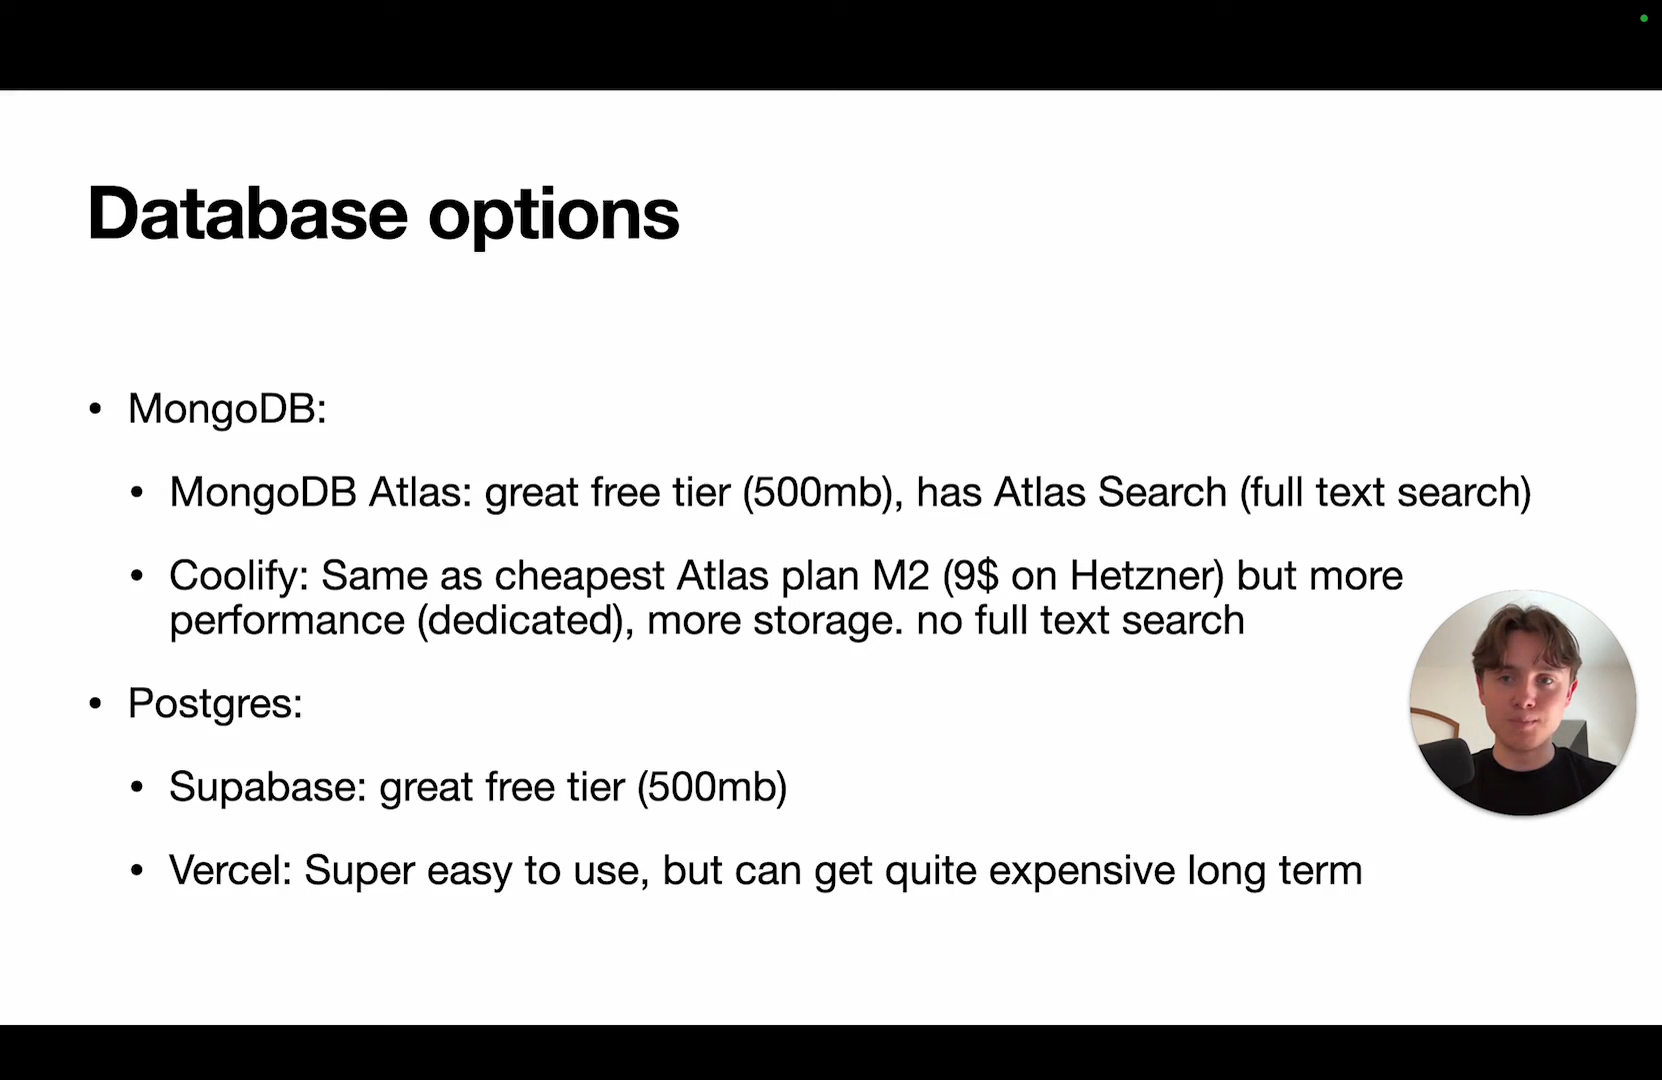 Database options
• MongoDB:
• MongoDB Atlas: great free tier (500mb), has Atlas Search (full text search)
• Coolify: Same as cheapest Atlas plan M2 (9$ on Hetzner) but more
performance (dedicated), more storage. no full text search
• Postgres:
• Supabase: great free tier (500mb)
• Vercel: Super easy to use, but can get quite expensive long term